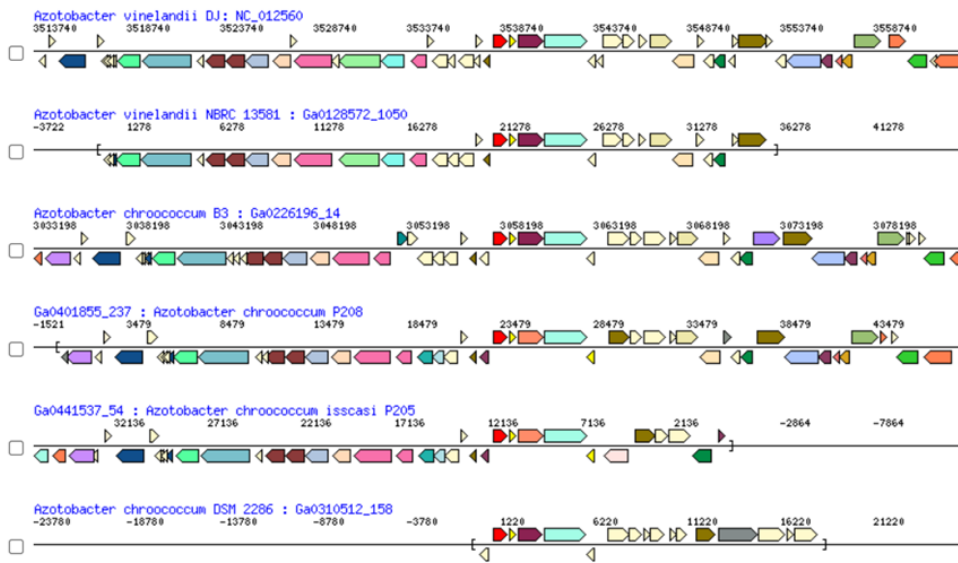 Azotobacter vinelandii DJ: NC_012560
3513740 3518740 3523740 3528740 3533740 3538740 3543740 3548740 3553740 3558740
Azotobacter vinelandii NBRC 13581 : Ga0128572_1050
-3722 1278 6278 11278 16278 21278 26278 31278 36278 41278
Azotobacter chroococcum B3 : Ga0226196_14
3033198 3038198 3043198 3048198 3053198 3058198 3063198 3068198 3073198 3078198
Ga0401855_237 : Azotobacter chroococcum P208
-1521 3479 8479 13479 18479 23479 28479 33479 38479 43479
Ga0441537_54 : Azotobacter chroococcum isscasi P205
32136 27136 22136 17136 12136 7136 2136 -2864 -7864
Azotobacter chroococcum DSM 2286 : Ga0310512_158
-23780 -18780 -13780 -8780 -3780 1220 6220 11220 16220 21220